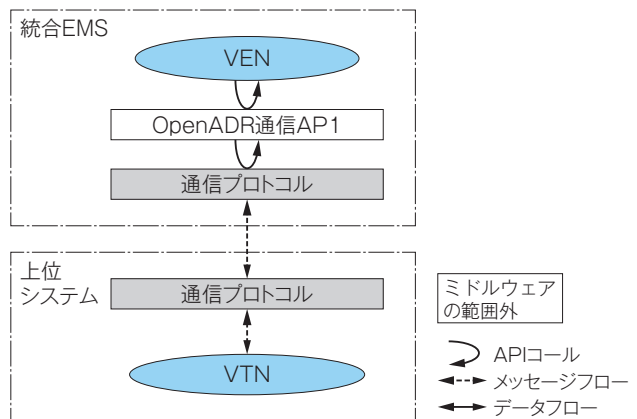 統合EMS
VEN
OpenADR通信AP1
通信プロトコル
上位
システム
通信プロトコル
VTN
ミドルウェア
の範囲外
APIコール
メッセージフロー
データフロー